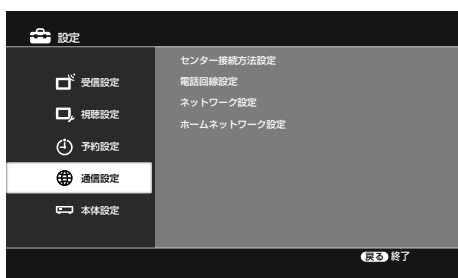 設定
受信設定
視聴設定
予約設定
通信設定
本体設定
センター接続方法設定
電話回線設定
ネットワーク設定
ホームネットワーク設定
戻る 終了